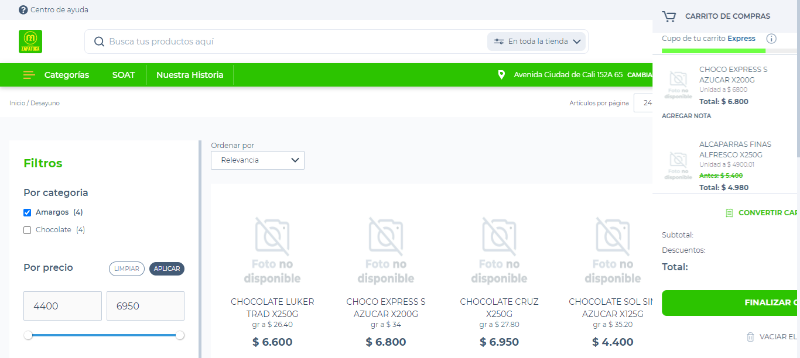 Centro de ayuda
Busca tus productos aquí
En toda la tienda
Categorías
SOAT
Nuestra Historia
Avenida Ciudad de Cali 152A 65
Inicio / Desayuno
Artículos por página
24
Filtros
Por categoría
Amargos (4)
Chocolate (4)
Por precio
LIMPIAR
APLICAR
4400
6950
Ordenar por
Relevancia
Foto no
disponible
CHOCOLATE LUKER
TRAD X250G
gr a $ 26.40
$ 6.600
Foto no
disponible
CHOCO EXPRESS S
AZUCAR X200G
gr a $ 34
$ 6.800
Foto no
disponible
CHOCOLATE CRUZ
X250G
gr a $ 27.80
$ 6.950
Foto no
disponible
CHOCOLATE SOL SIN
AZUCAR X125G
gr a $ 35.20
$ 4.400
CARRITO DE COMPRAS
Cupo de tu carrito Express
Foto no
disponible
CHOCO EXPRESS S
AZUCAR X200G
Unidad a $ 6800
Total: $ 6.800
AGREGAR NOTA
Foto no
disponible
ALCAPARRAS FINAS
ALFRESCO X250G
Unidad a $ 4900.01
Antes: $ 5.400
Total: $ 4.980
CONVERTIR CAR
Subtotal:
Descuentos:
Total:
FINALIZAR
VACIAR EL